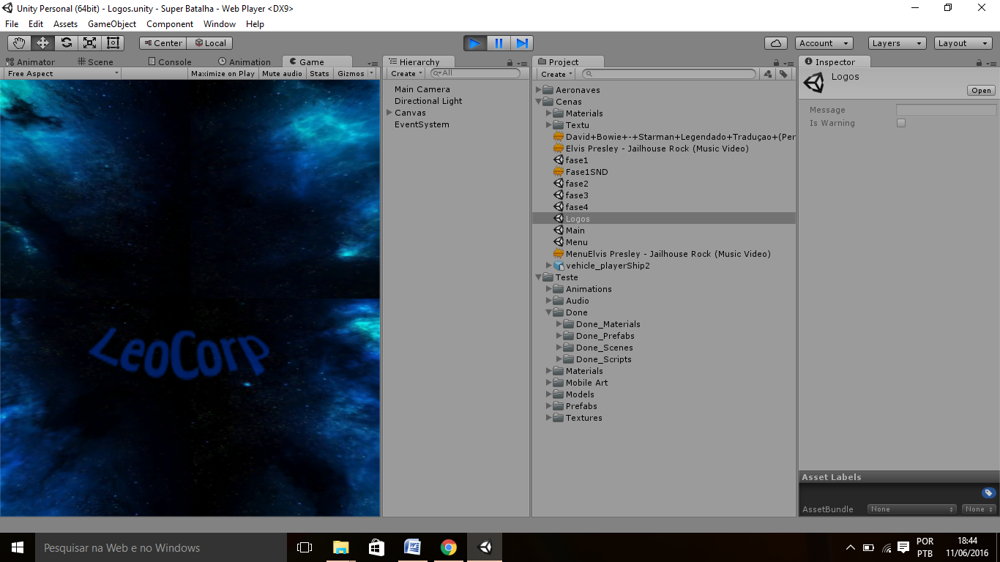 Unity Personal (64bit) - Logos.unity - Super Batalha - Web Player <DX9>
File Edit Assets GameObject Component Window Help
Center Local Account Layers Layout
Animator Scene Console Animation Game
Free Aspect Maximize on Play Mute audio Stats Gizmos
LeoCorp
Hierarchy
Create All
Main Camera
Directional Light
Canvas
EventSystem
Project
Create
Aeronaves
Cenas
Materials
Textu
David+Bowie+-+Starman+Legendado+Traduçao+(Per
Elvis Presley - Jailhouse Rock (Music Video)
fase1
Fase1SND
fase2
fase3
fase4
Logos
Main
Menu
MenuElvis Presley - Jailhouse Rock (Music Video)
vehicle_playerShip2
Teste
Animations
Audio
Done
Done_Materials
Done_Prefabs
Done_Scenes
Done_Scripts
Materials
Mobile Art
Models
Prefabs
Textures
Inspector
Logos
Open
Message
Is Warning
Asset Labels
AssetBundle None None
Pesquisar na Web e no Windows
POR
PTB
18:44
11/06/2016